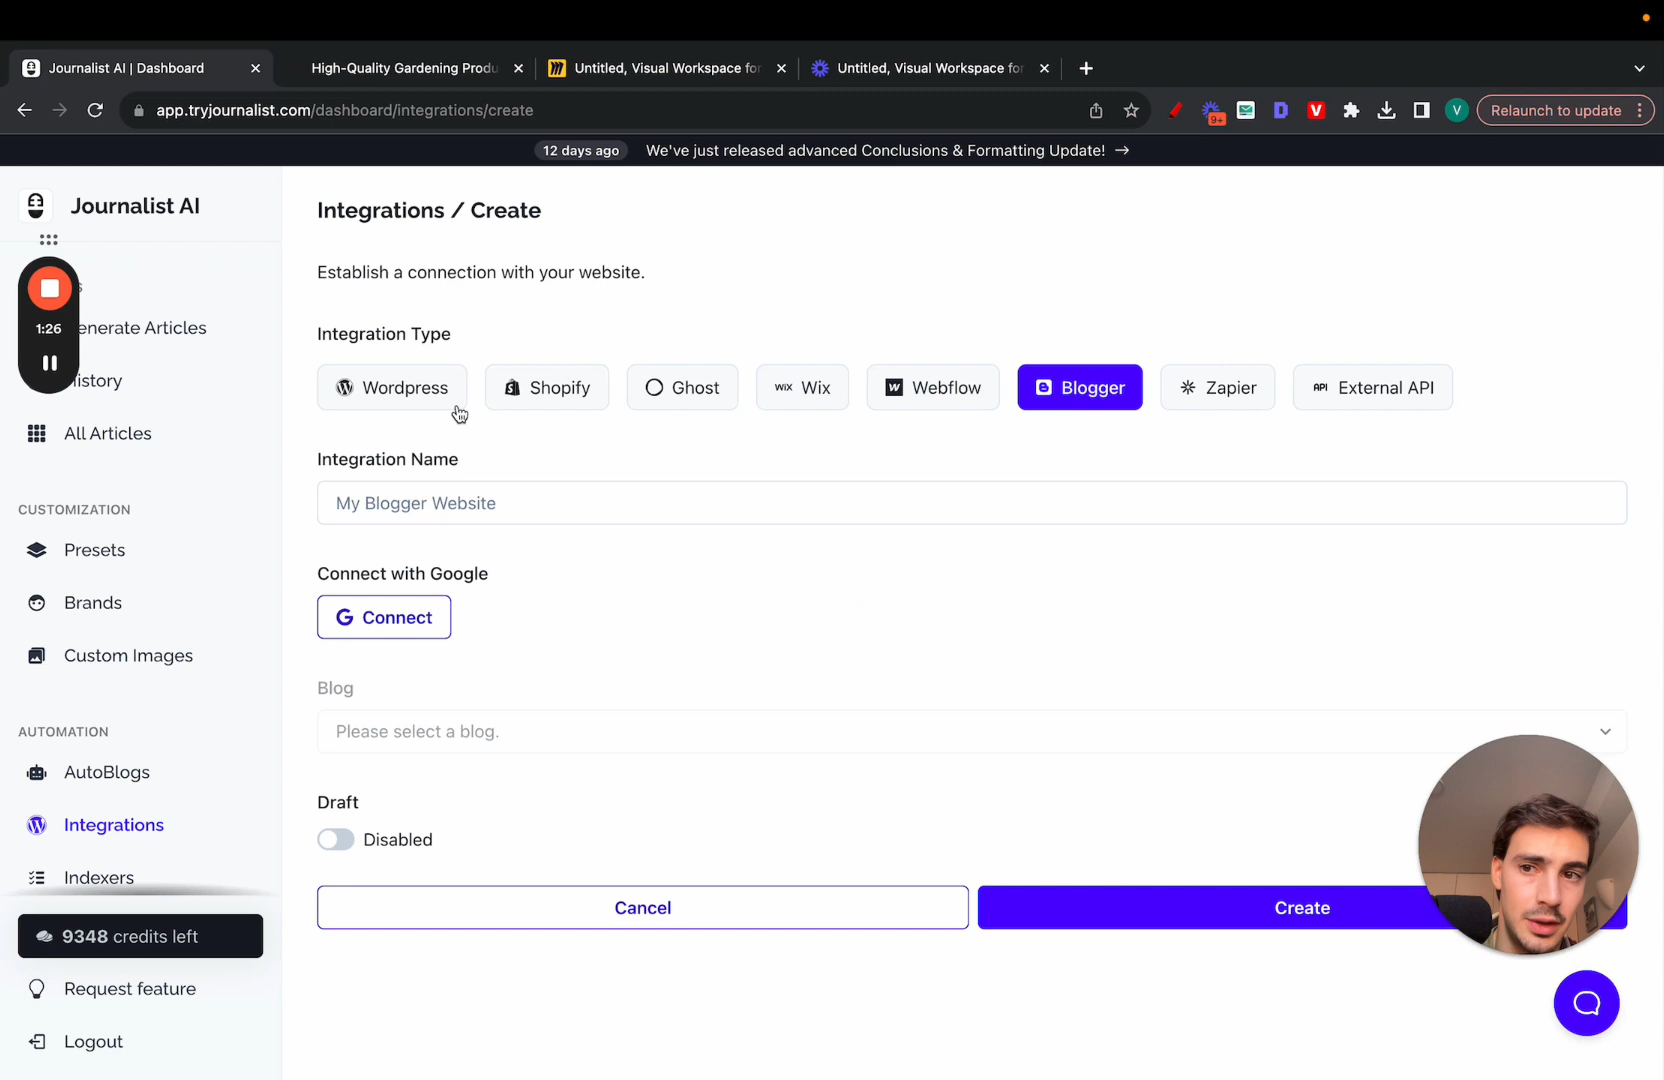 Journalist AI | Dashboard
High-Quality Gardening Produ
Untitled, Visual Workspace for
Untitled, Visual Workspace for
app.tryjournalist.com/dashboard/integrations/create
9+
D
V
V
Relaunch to update
12 days ago
We've just released advanced Conclusions & Formatting Update! →
Journalist AI
1:26
s
enerate Articles
istory
All Articles
CUSTOMIZATION
Presets
Brands
Custom Images
AUTOMATION
AutoBlogs
Integrations
Indexers
9348 credits left
Request feature
Logout
Integrations / Create
Establish a connection with your website.
Integration Type
Wordpress
Shopify
Ghost
WIX Wix
Webflow
Blogger
Zapier
API External API
Integration Name
My Blogger Website
Connect with Google
G Connect
Blog
Please select a blog.
Draft
Disabled
Cancel
Create